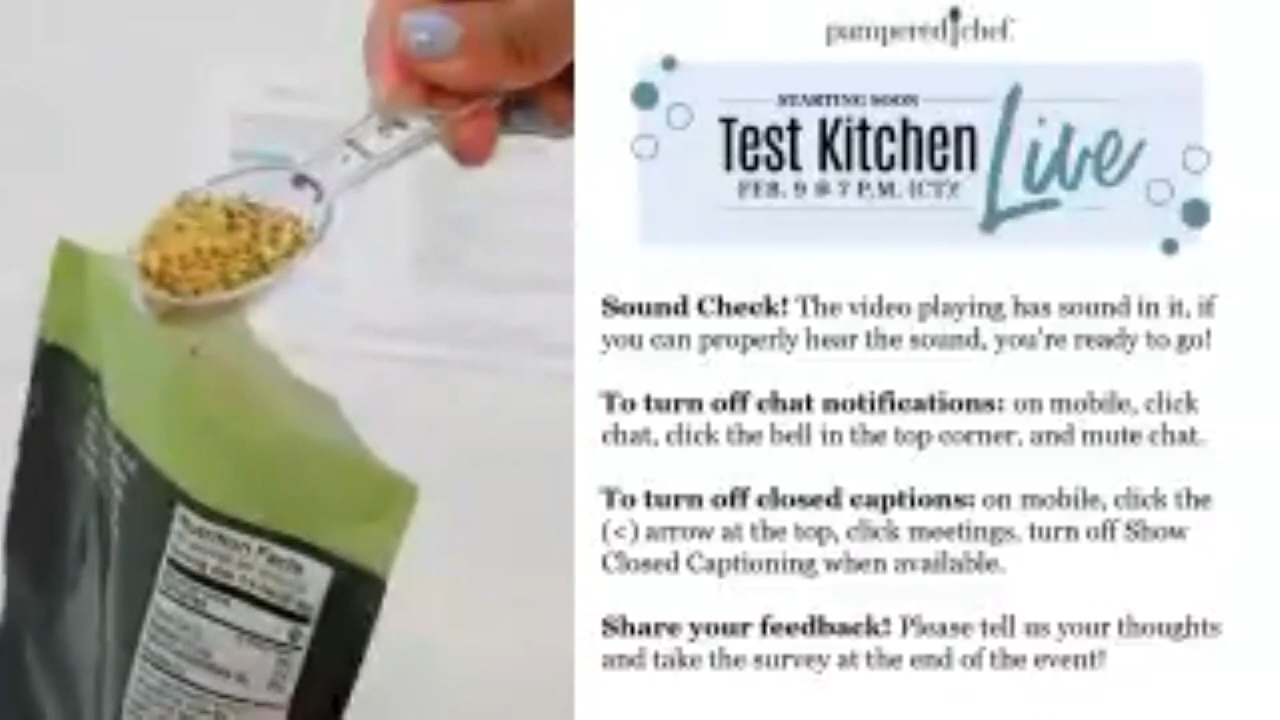 pampered chef
STARTING SOON
Test Kitchen Live
FEB. 9 @ 7 P.M. (CT)
Sound Check! The video playing has sound in it, if
you can properly hear the sound, you're ready to go!
To turn off chat notifications: on mobile, click
chat, click the bell in the top corner, and mute chat.
To turn off closed captions: on mobile, click the
(<) arrow at the top, click meetings, turn off Show
Closed Captioning when available.
Share your feedback! Please tell us your thoughts
and take the survey at the end of the event!
Nutrition Facts